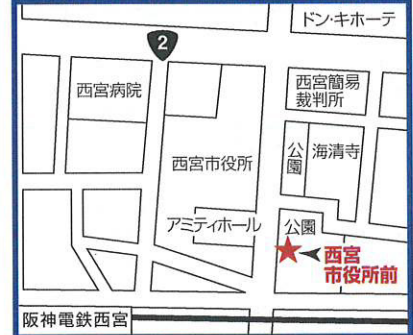 ドン・キホーテ
2
西宮病院
西宮簡易
裁判所
西宮市役所
公園
海清寺
アミティホール
公園
西宮
市役所前
阪神電鉄西宮